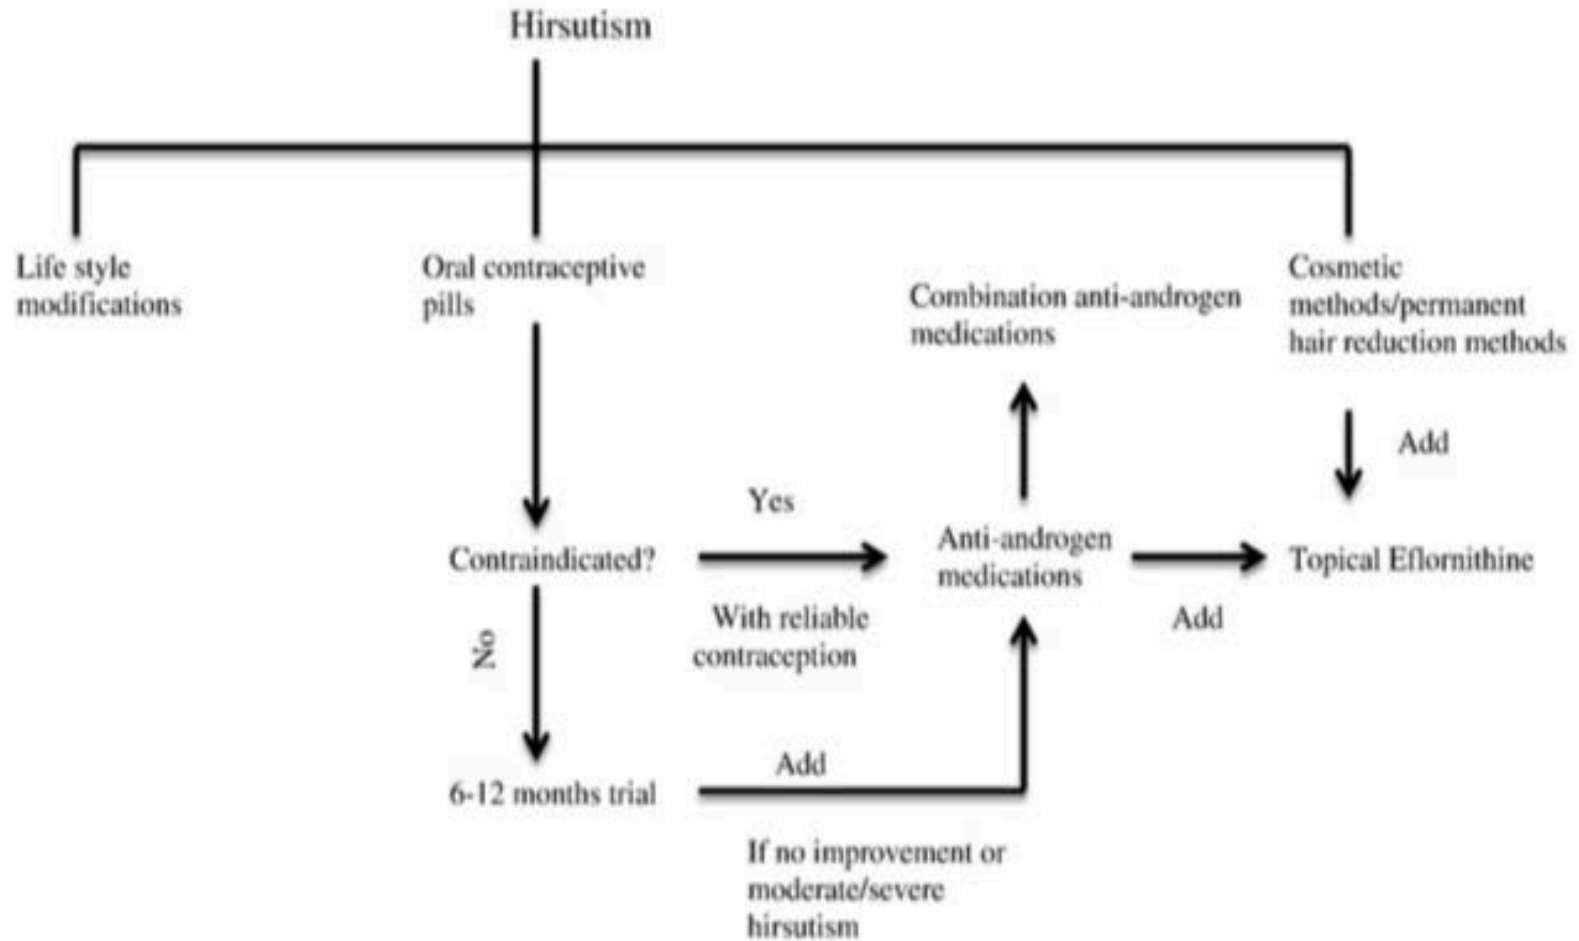 Hirsutism
Life style
modifications
Oral contraceptive
pills
Combination anti-androgen
medications
Cosmetic
methods/permanent
hair reduction methods
Add
Yes
Contraindicated?
With reliable
contraception
Anti-androgen
medications
Add
Topical Eflornithine
No
6-12 months trial
Add
If no improvement or
moderate/severe
hirsutism